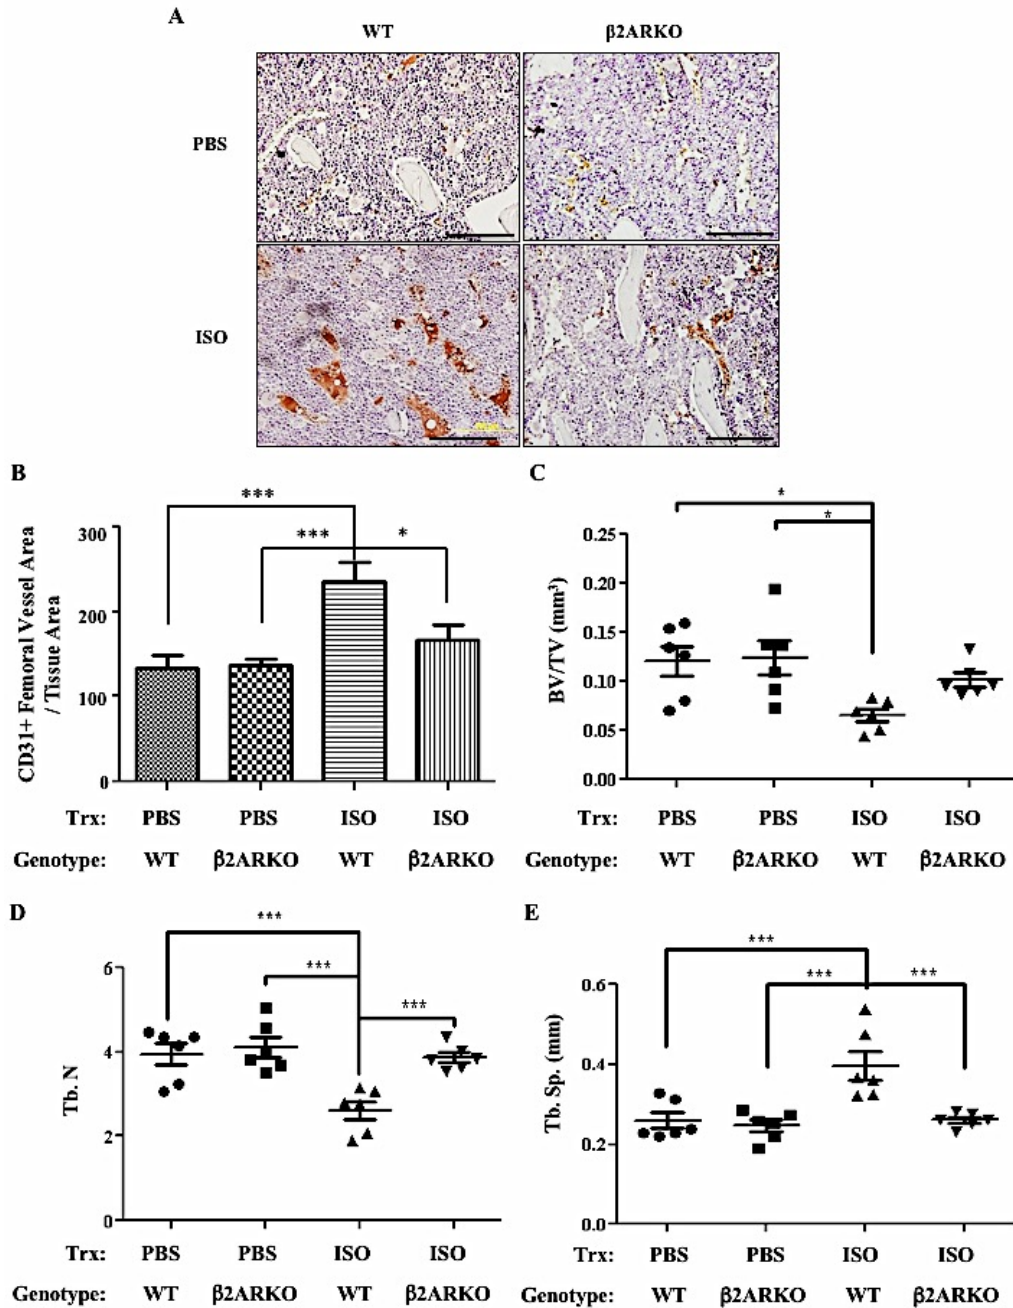 A
WT β2ARKO
PBS
ISO
B
*** 
*** *
300
200
100
0
CD31+ Femoral Vessel Area
/ Tissue Area
Trx: PBS PBS ISO ISO
Genotype: WT β2ARKO WT β2ARKO
C
*
*
0.25
0.20
0.15
0.10
0.05
0.00
BV/TV (mm³)
PBS PBS ISO ISO
Genotype: WT β2ARKO WT β2ARKO
Trx:
D
***
***
***
6
4
2
0
Tb. N
Trx: PBS PBS ISO ISO
Genotype: WT β2ARKO WT β2ARKO
E
***
*** ***
0.6
0.4
0.2
0.0
Tb. Sp. (mm)
Trx: PBS PBS ISO ISO
Genotype: WT β2ARKO WT β2ARKO